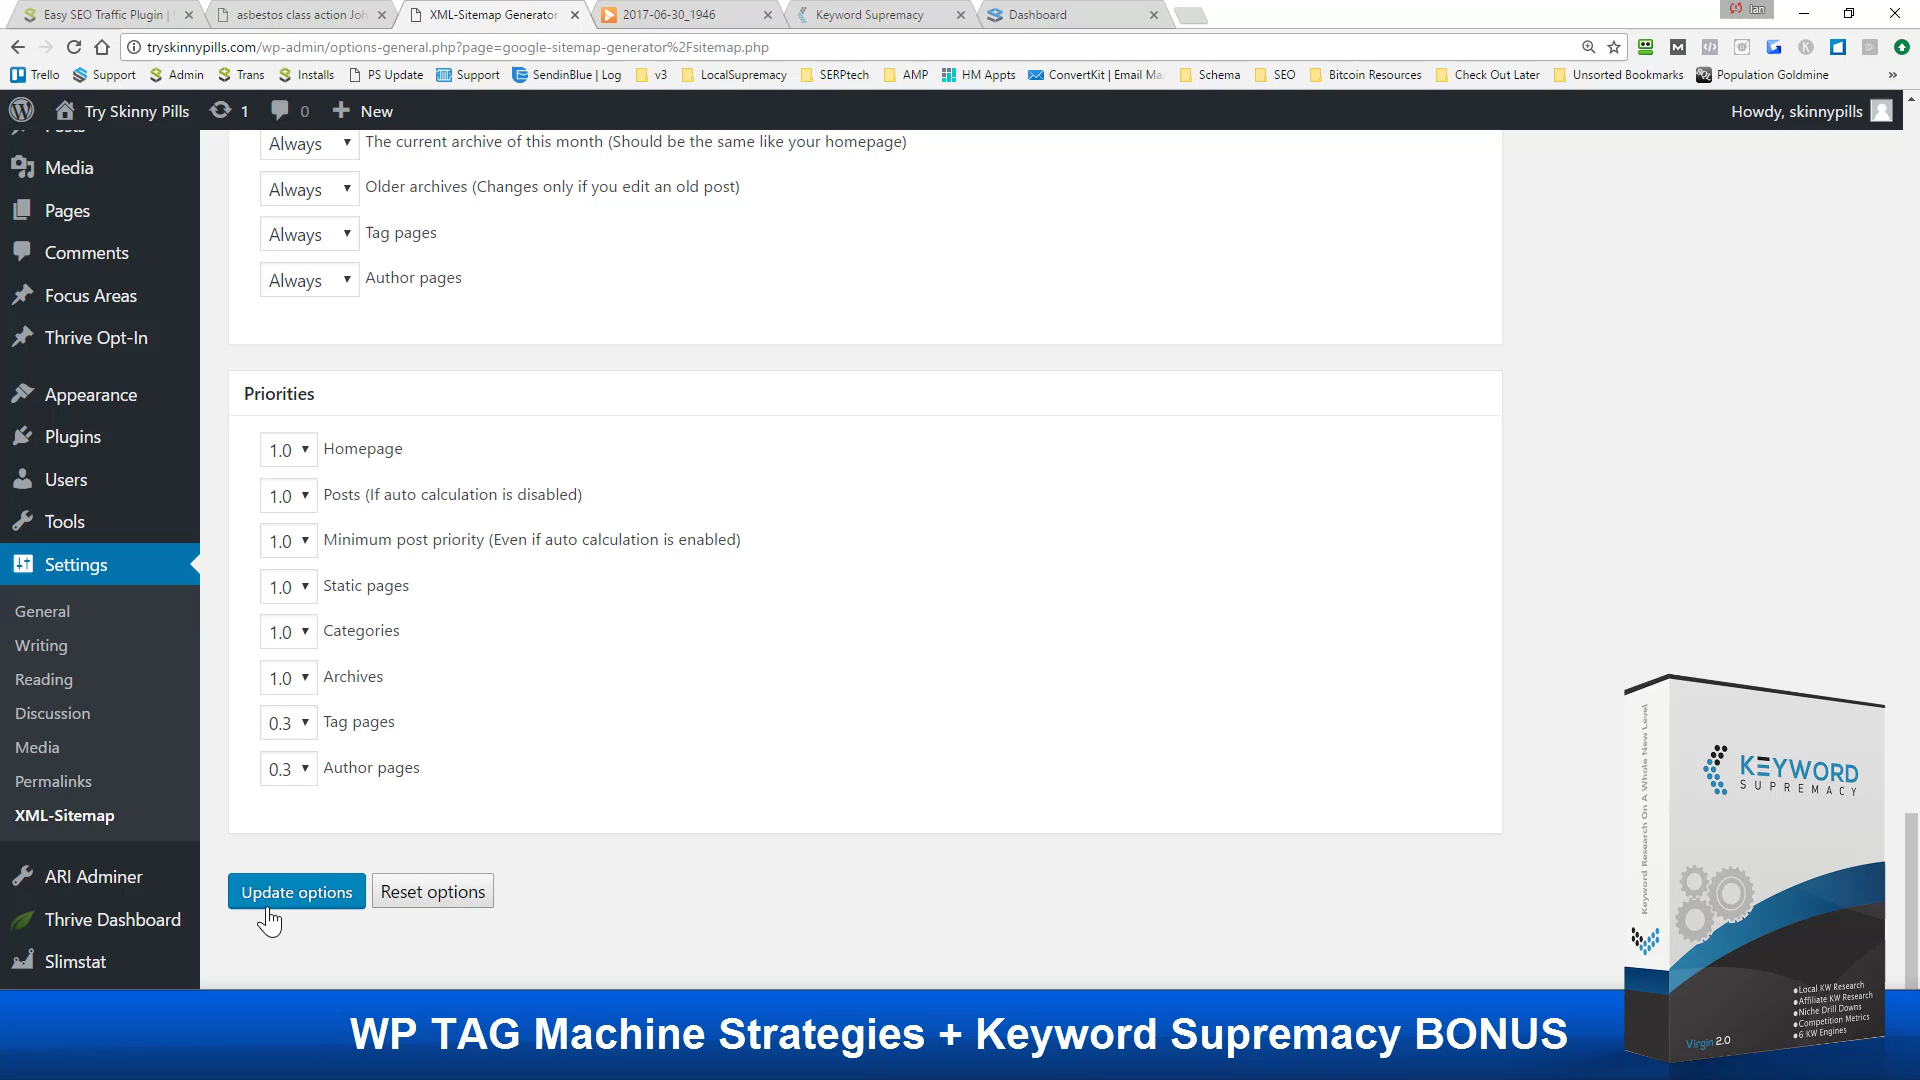 Easy SEO Traffic Plugin |
asbestos class action Joh
XML-Sitemap Generator
2017-06-30_1946
Keyword Supremacy
Dashboard
Ian
tryskinnypills.com/wp-admin/options-general.php?page=google-sitemap-generator%2Fsitemap.php
Trello
Support
Admin
Trans
Installs
PS Update
Support
SendinBlue | Log
v3
LocalSupremacy
SERPtech
AMP
HM Appts
ConvertKit | Email Ma
Schema
SEO
Bitcoin Resources
Check Out Later
Unsorted Bookmarks
Population Goldmine
»
Try Skinny Pills
1
0
New
Howdy, skinnypills
Posts
Media
Pages
Comments
Focus Areas
Thrive Opt-In
Appearance
Plugins
Users
Tools
Settings
General
Writing
Reading
Discussion
Media
Permalinks
XML-Sitemap
ARI Adminer
Thrive Dashboard
Slimstat
Always The current archive of this month (Should be the same like your homepage)
Always Older archives (Changes only if you edit an old post)
Always Tag pages
Always Author pages
Priorities
1.0 Homepage
1.0 Posts (If auto calculation is disabled)
1.0 Minimum post priority (Even if auto calculation is enabled)
1.0 Static pages
1.0 Categories
1.0 Archives
0.3 Tag pages
0.3 Author pages
Update options
Reset options
Keyword Research On A Whole New Level
KEYWORD
SUPREMACY
Local KW Research
Affiliate KW Research
Niche Drill Downs
Competition Metrics
6 KW Engines
Virgin 2.0
WP TAG Machine Strategies + Keyword Supremacy BONUS